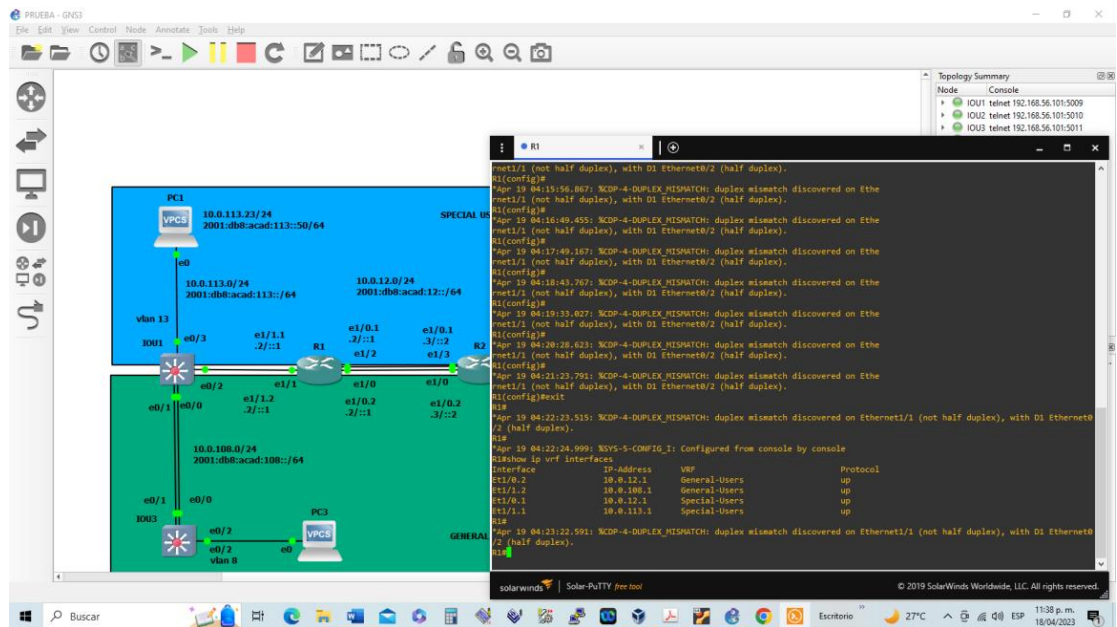 PRUEBA - GNS3
File Edit View Control Node Annotate Tools Help
Topology Summary
Node Console
IOU1 telnet 192.168.56.101:5009
IOU2 telnet 192.168.56.101:5010
IOU3 telnet 192.168.56.101:5011
PC1
VPCS
10.0.113.23/24
2001:db8:acad:113::50/64
SPECIAL US
e0
10.0.113.0/24
2001:db8:acad:113::/64
10.0.12.0/24
2001:db8:acad:12::/64
vlan 13
IOU1
e0/3
e1/1.1
.2/::1
R1
e1/0.1
.2/::1
e1/2
e1/0.1
.3/::2
e1/3
R2
e0/2
e1/1
e1/0
e1/0
e0/1
e0/0
e1/1.2
.2/::1
e1/0.2
.2/::1
e1/0.2
.3/::2
10.0.108.0/24
2001:db8:acad:108::/64
e0/1
e0/0
IOU3
PC3
VPCS
e0/2
e0/2
e0
vlan 8
GENERAL
R1
rnet1/1 (not half duplex), with D1 Ethernet0/2 (half duplex).
R1(config)#
*Apr 19 04:15:56.867: %CDP-4-DUPLEX_MISMATCH: duplex mismatch discovered on Ethe
rnet1/1 (not half duplex), with D1 Ethernet0/2 (half duplex).
R1(config)#
*Apr 19 04:16:49.455: %CDP-4-DUPLEX_MISMATCH: duplex mismatch discovered on Ethe
rnet1/1 (not half duplex), with D1 Ethernet0/2 (half duplex).
R1(config)#
*Apr 19 04:17:49.167: %CDP-4-DUPLEX_MISMATCH: duplex mismatch discovered on Ethe
rnet1/1 (not half duplex), with D1 Ethernet0/2 (half duplex).
R1(config)#
*Apr 19 04:18:43.767: %CDP-4-DUPLEX_MISMATCH: duplex mismatch discovered on Ethe
rnet1/1 (not half duplex), with D1 Ethernet0/2 (half duplex).
R1(config)#
*Apr 19 04:19:33.027: %CDP-4-DUPLEX_MISMATCH: duplex mismatch discovered on Ethe
rnet1/1 (not half duplex), with D1 Ethernet0/2 (half duplex).
R1(config)#
*Apr 19 04:20:28.623: %CDP-4-DUPLEX_MISMATCH: duplex mismatch discovered on Ethe
rnet1/1 (not half duplex), with D1 Ethernet0/2 (half duplex).
R1(config)#
*Apr 19 04:21:23.791: %CDP-4-DUPLEX_MISMATCH: duplex mismatch discovered on Ethe
rnet1/1 (not half duplex), with D1 Ethernet0/2 (half duplex).
R1(config)#exit
R1#
*Apr 19 04:22:23.515: %CDP-4-DUPLEX_MISMATCH: duplex mismatch discovered on Ethernet1/1 (not half duplex), with D1 Ethernet0
/2 (half duplex).
R1#
*Apr 19 04:22:24.999: %SYS-5-CONFIG_I: Configured from console by console
R1#show ip vrf interfaces
Interface IP-Address VRF Protocol
Et1/0.2 10.0.12.1 General-Users up
Et1/1.2 10.0.108.1 General-Users up
Et1/0.1 10.0.12.1 Special-Users up
Et1/1.1 10.0.113.1 Special-Users up
R1#
*Apr 19 04:23:22.591: %CDP-4-DUPLEX_MISMATCH: duplex mismatch discovered on Ethernet1/1 (not half duplex), with D1 Ethernet0
/2 (half duplex).
R1#
solarwinds Solar-PuTTY free tool © 2019 SolarWinds Worldwide, LLC. All rights reserved.
Buscar Escritorio 27°C ESP 11:38 p. m.
18/04/2023